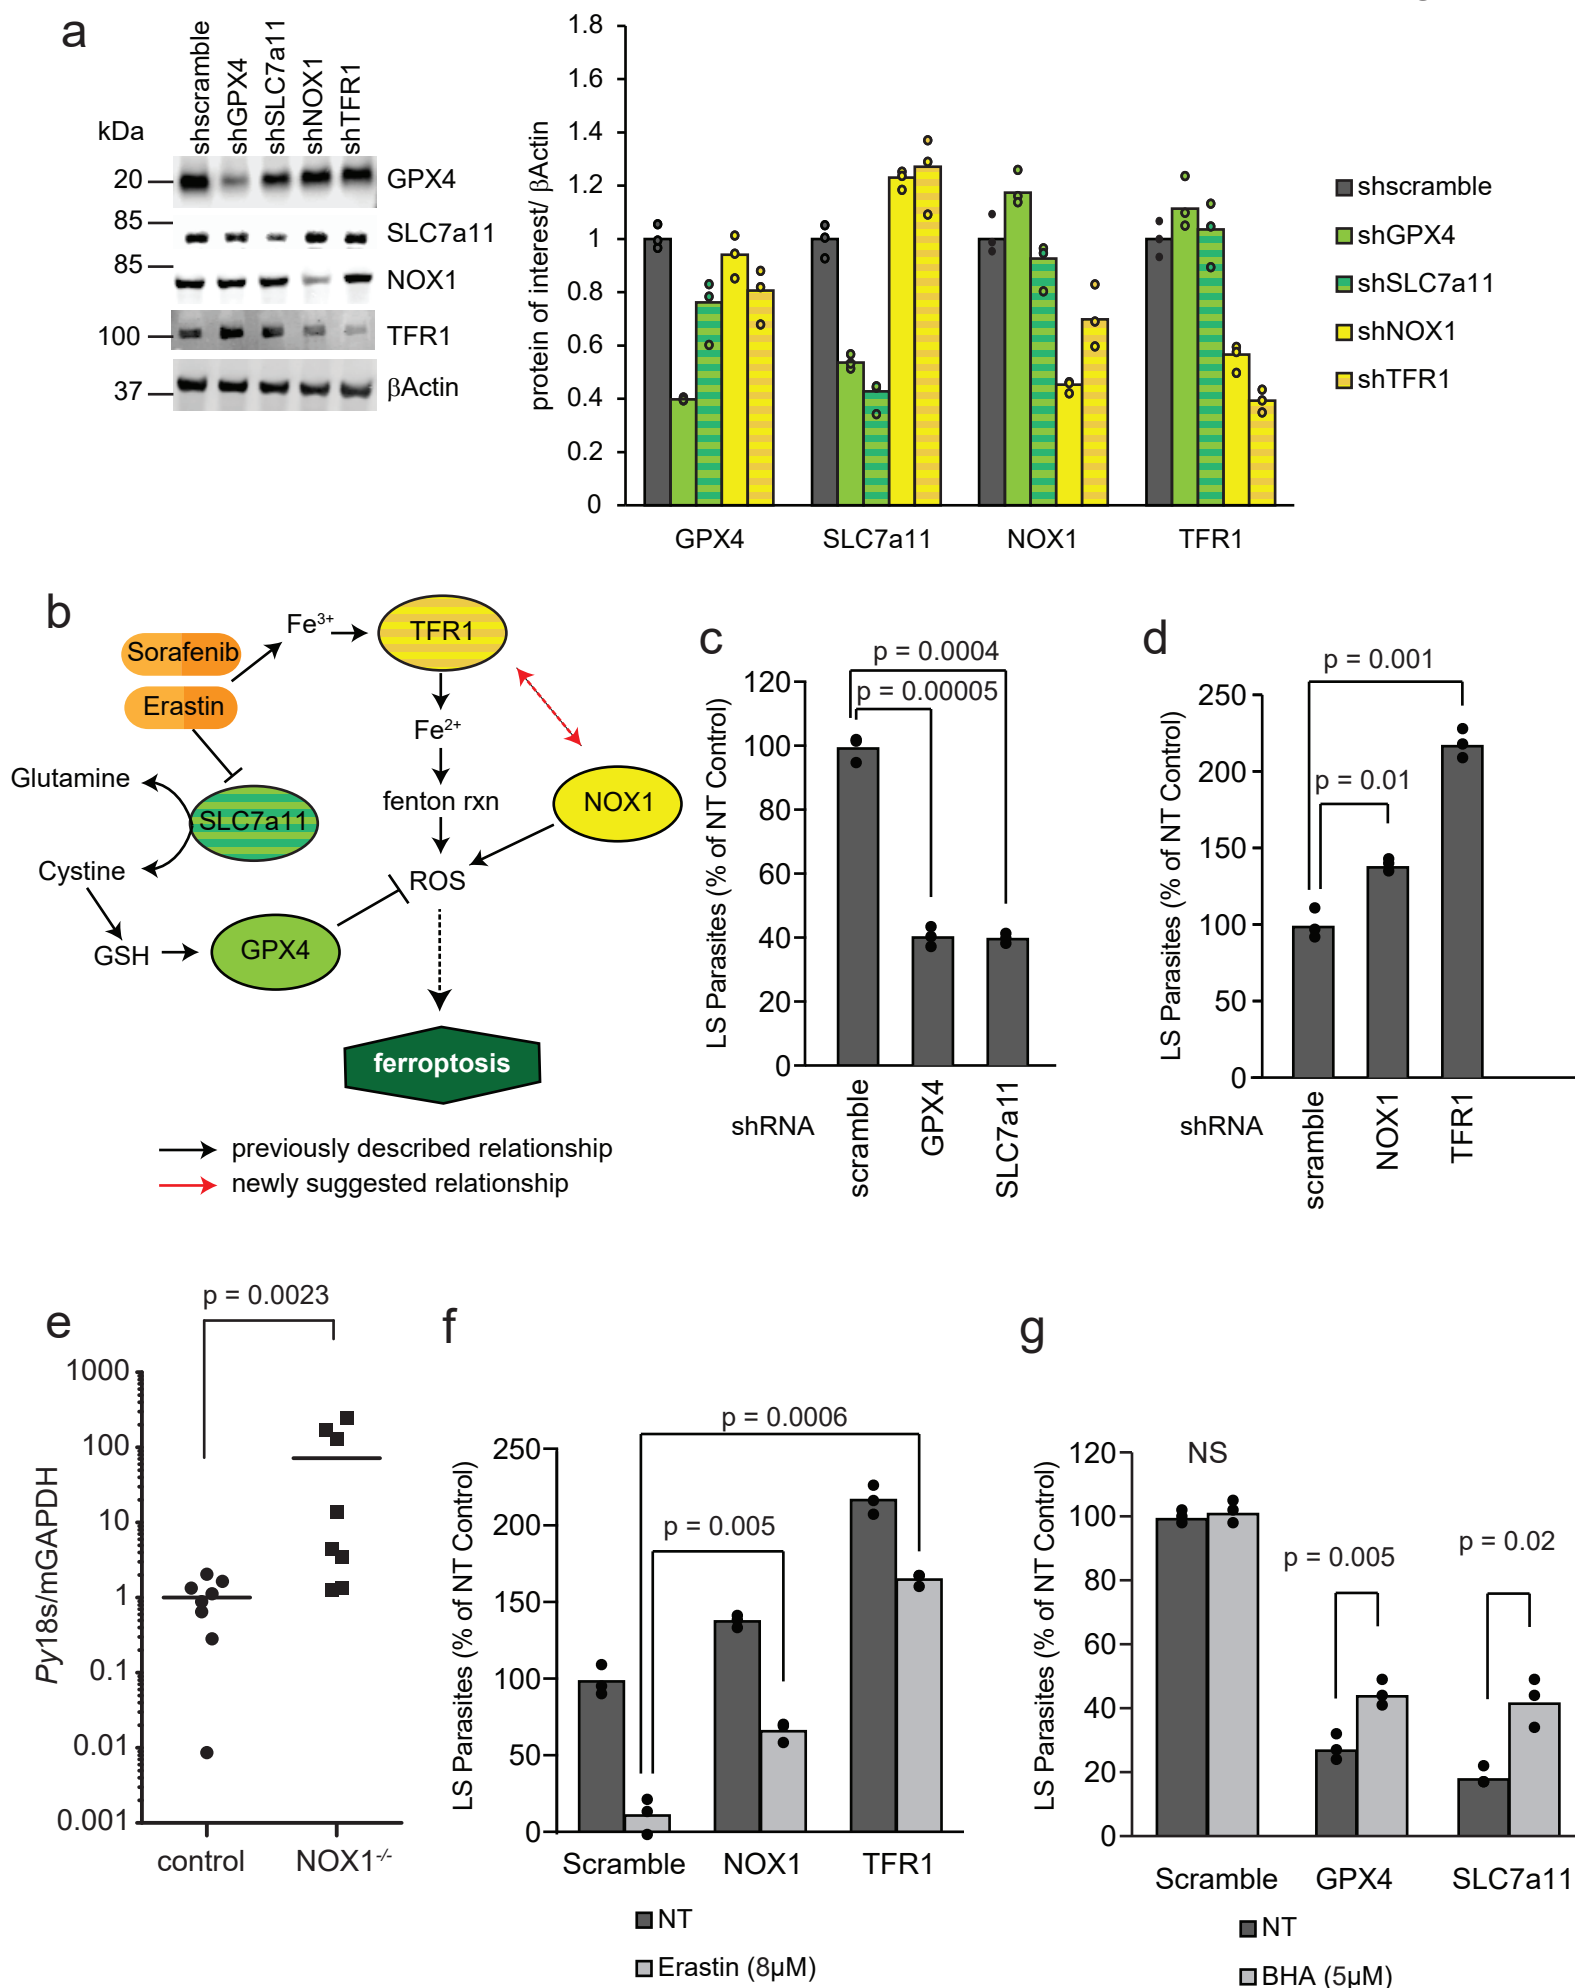 a
shscramble
shGPX4
shSLC7a11
shNOX1
shTFR1
kDa
20
GPX4
85
SLC7a11
85
NOX1
100
TFR1
37
βActin
protein of interest/ βActin
1.8
1.6
1.4
1.2
1
0.8
0.6
0.4
0.2
0
GPX4
SLC7a11
NOX1
TFR1
shscramble
shGPX4
shSLC7a11
shNOX1
shTFR1
b
Sorafenib
Erastin
Fe3+
TFR1
Fe2+
fenton rxn
NOX1
Glutamine
SLC7a11
Cystine
ROS
GSH
GPX4
ferroptosis
previously described relationship
newly suggested relationship
c
p = 0.0004
p = 0.00005
LS Parasites (% of NT Control)
120
100
80
60
40
20
0
shRNA
scramble
GPX4
SLC7a11
d
p = 0.001
p = 0.01
LS Parasites (% of NT Control)
250
200
150
100
50
0
shRNA
scramble
NOX1
TFR1
e
p = 0.0023
Py18s/mGAPDH
1000
100
10
1
0.1
0.01
0.001
control
NOX1-/-
f
p = 0.0006
p = 0.005
LS Parasites (% of NT Control)
250
200
150
100
50
0
Scramble
NOX1
TFR1
NT
Erastin (8µM)
g
NS
p = 0.005
p = 0.02
LS Parasites (% of NT Control)
120
100
80
60
40
20
0
Scramble
GPX4
SLC7a11
NT
BHA (5µM)